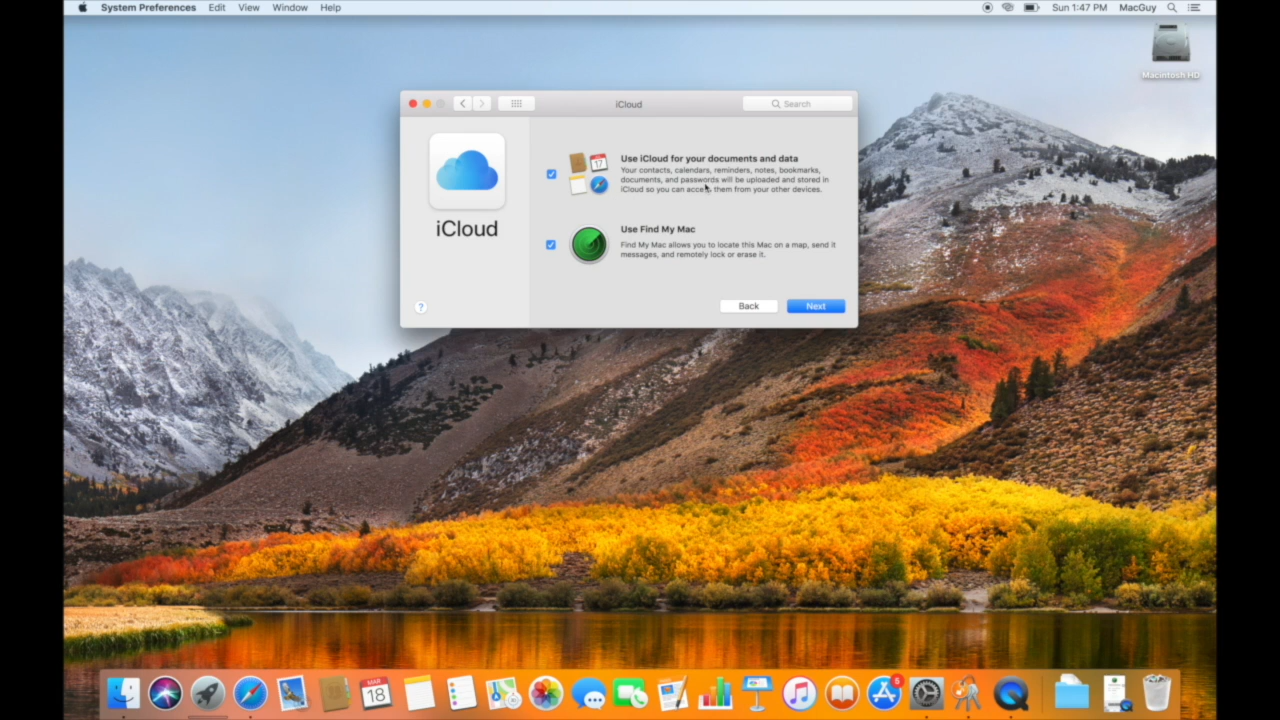 System Preferences Edit View Window Help
Sun 1:47 PM MacGuy
Macintosh HD
iCloud
Search
Use iCloud for your documents and data
Your contacts, calendars, reminders, notes, bookmarks,
documents, and passwords will be uploaded and stored in
iCloud so you can access them from your other devices.
iCloud
Use Find My Mac
Find My Mac allows you to locate this Mac on a map, send it
messages, and remotely lock or erase it.
?
Back
Next
17
MAR
18
5